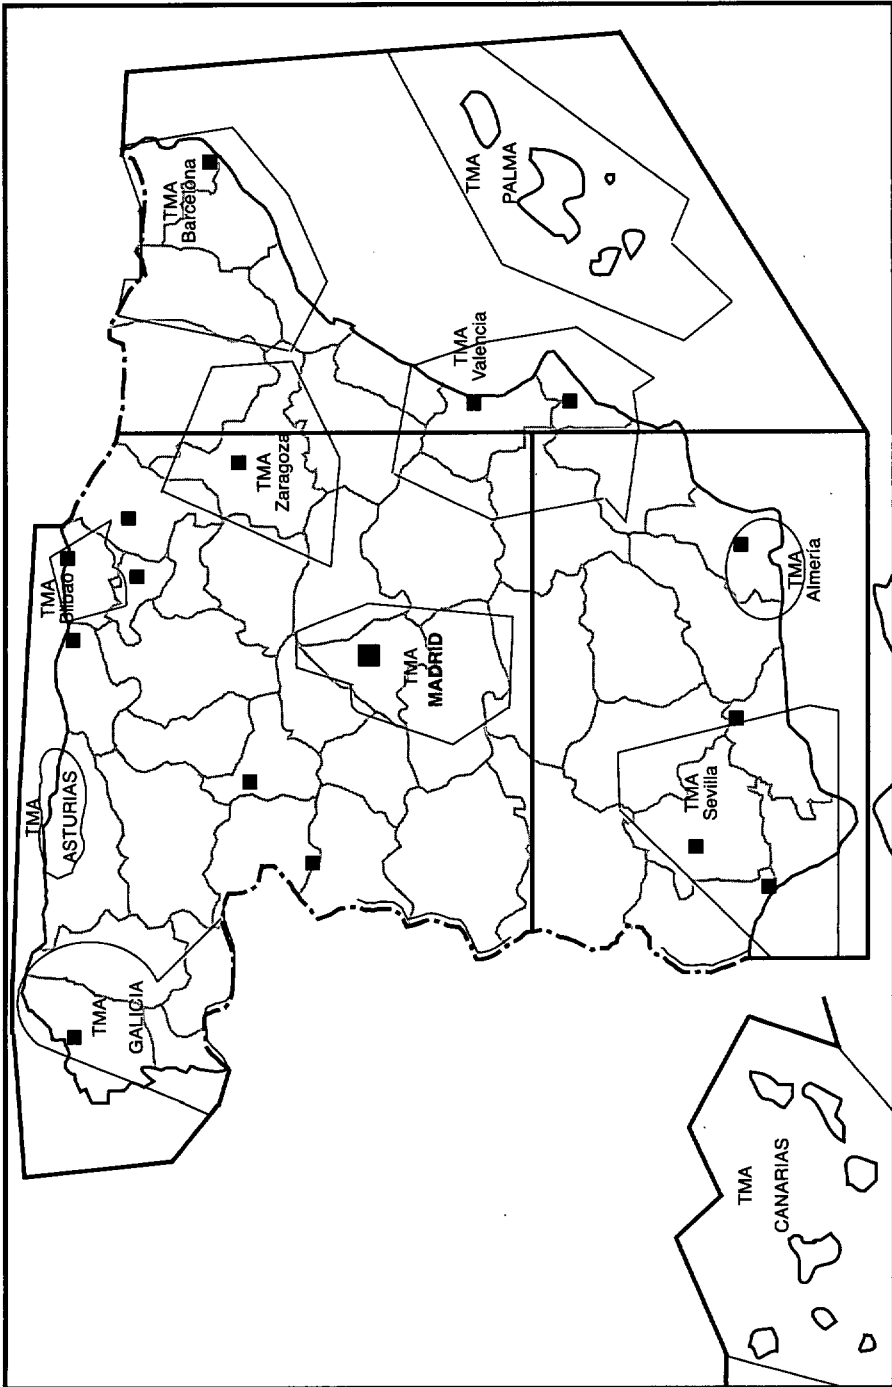 TMA
ASTURIAS
TMA
GALICIA
TMA
Bilbao
TMA
Zaragoza
TMA
Barcelona
TMA
MADRID
TMA
Valencia
TMA
PALMA
TMA
Sevilla
TMA
Almería
TMA
CANARIAS